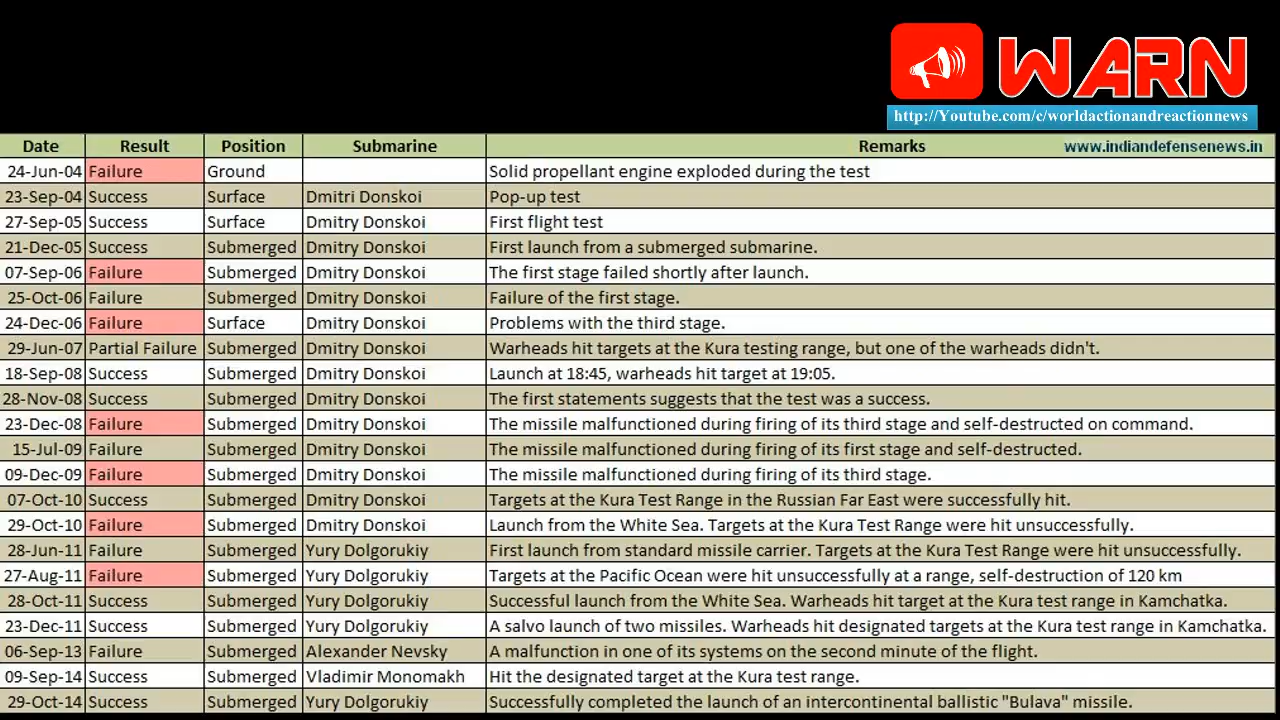 WARN
http://Youtube.com/c/worldactionandreactionnews
Date Result Position Submarine Remarks www.indiandefensenews.in
24-Jun-04 Failure Ground Solid propellant engine exploded during the test
23-Sep-04 Success Surface Dmitri Donskoi Pop-up test
27-Sep-05 Success Surface Dmitry Donskoi First flight test
21-Dec-05 Success Submerged Dmitry Donskoi First launch from a submerged submarine.
07-Sep-06 Failure Submerged Dmitry Donskoi The first stage failed shortly after launch.
25-Oct-06 Failure Submerged Dmitry Donskoi Failure of the first stage.
24-Dec-06 Failure Surface Dmitry Donskoi Problems with the third stage.
29-Jun-07 Partial Failure Submerged Dmitry Donskoi Warheads hit targets at the Kura testing range, but one of the warheads didn't.
18-Sep-08 Success Submerged Dmitry Donskoi Launch at 18:45, warheads hit target at 19:05.
28-Nov-08 Success Submerged Dmitry Donskoi The first statements suggests that the test was a success.
23-Dec-08 Failure Submerged Dmitry Donskoi The missile malfunctioned during firing of its third stage and self-destructed on command.
15-Jul-09 Failure Submerged Dmitry Donskoi The missile malfunctioned during firing of its first stage and self-destructed.
09-Dec-09 Failure Submerged Dmitry Donskoi The missile malfunctioned during firing of its third stage.
07-Oct-10 Success Submerged Dmitry Donskoi Targets at the Kura Test Range in the Russian Far East were successfully hit.
29-Oct-10 Failure Submerged Dmitry Donskoi Launch from the White Sea. Targets at the Kura Test Range were hit unsuccessfully.
28-Jun-11 Failure Submerged Yury Dolgorukiy First launch from standard missile carrier. Targets at the Kura Test Range were hit unsuccessfully.
27-Aug-11 Failure Submerged Yury Dolgorukiy Targets at the Pacific Ocean were hit unsuccessfully at a range, self-destruction of 120 km
28-Oct-11 Success Submerged Yury Dolgorukiy Successful launch from the White Sea. Warheads hit target at the Kura test range in Kamchatka.
23-Dec-11 Success Submerged Yury Dolgorukiy A salvo launch of two missiles. Warheads hit designated targets at the Kura test range in Kamchatka.
06-Sep-13 Failure Submerged Alexander Nevsky A malfunction in one of its systems on the second minute of the flight.
09-Sep-14 Success Submerged Vladimir Monomakh Hit the designated target at the Kura test range.
29-Oct-14 Success Submerged Yury Dolgorukiy Successfully completed the launch of an intercontinental ballistic "Bulava" missile.